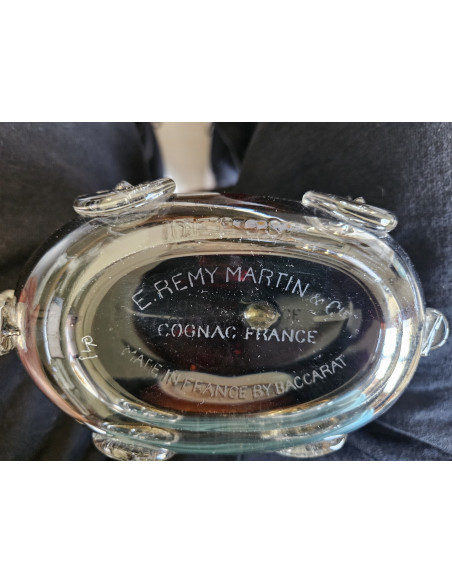 E. REMY MARTIN & Co
COGNAC FRANCE
MADE IN FRANCE BY BACCARAT